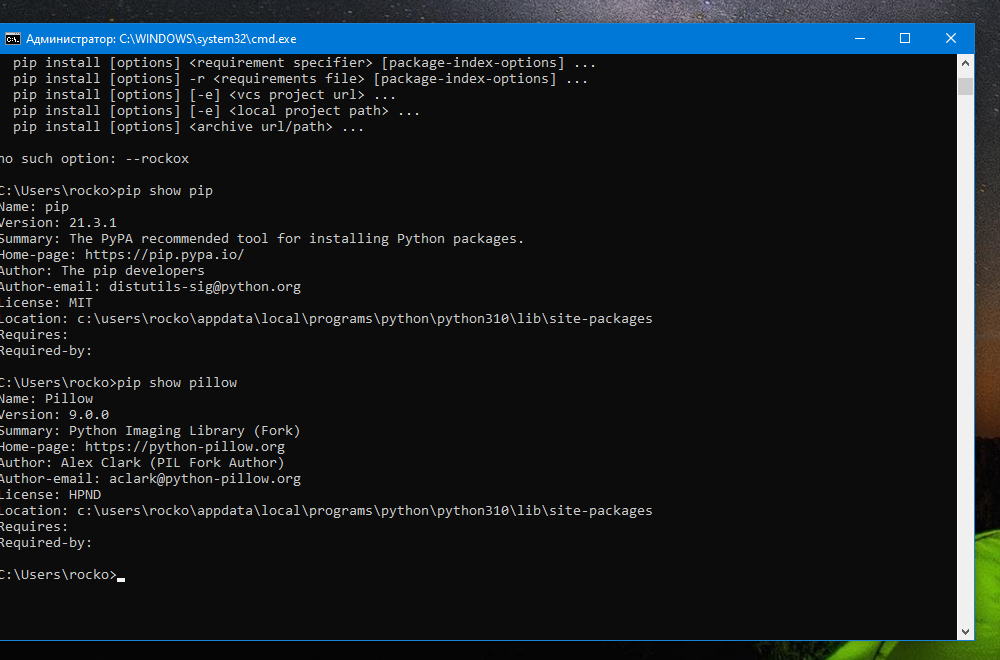 Администратор: C:\WINDOWS\system32\cmd.exe
pip install [options] <requirement specifier> [package-index-options] ...
pip install [options] -r <requirements file> [package-index-options] ...
pip install [options] [-e] <vcs project url> ...
pip install [options] [-e] <local project path> ...
pip install [options] <archive url/path> ...
no such option: --rockox
C:\Users\rocko>pip show pip
Name: pip
Version: 21.3.1
Summary: The PyPA recommended tool for installing Python packages.
Home-page: https://pip.pypa.io/
Author: The pip developers
Author-email: distutils-sig@python.org
License: MIT
Location: c:\users\rocko\appdata\local\programs\python\python310\lib\site-packages
Requires:
Required-by:
C:\Users\rocko>pip show pillow
Name: Pillow
Version: 9.0.0
Summary: Python Imaging Library (Fork)
Home-page: https://python-pillow.org
Author: Alex Clark (PIL Fork Author)
Author-email: aclark@python-pillow.org
License: HPND
Location: c:\users\rocko\appdata\local\programs\python\python310\lib\site-packages
Requires:
Required-by:
C:\Users\rocko>